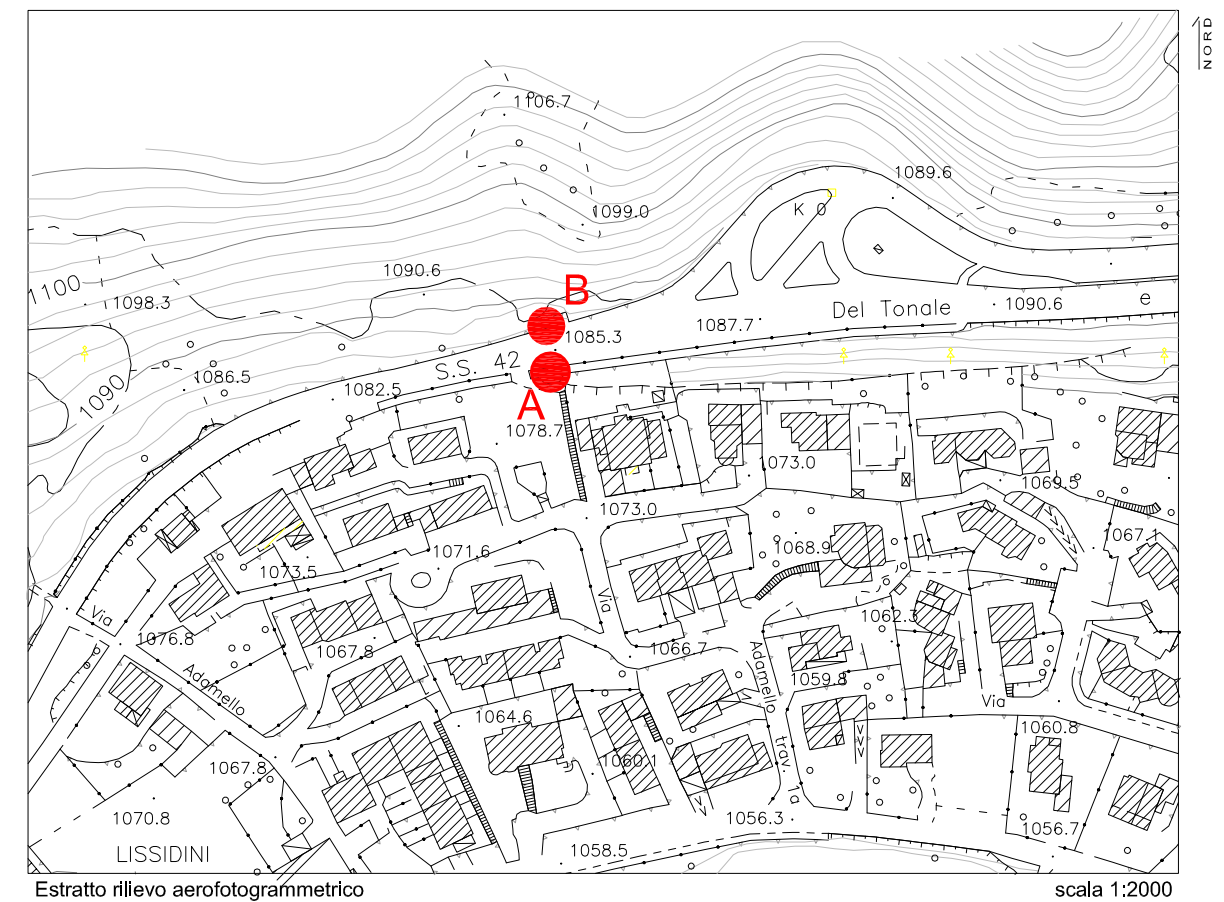 NORD
1106.7
1089.6
1099.0
K 0
1090.6
1100
1098.3
B
1090.6
e
Del Tonale
1087.7
1085.3
S.S. 42
1086.5
1082.5
1090
A
1078.7
1073.0
1069.5
1073.0
1067.1
1068.9
1071.6
1073.5
Via
Via
1062.3
1076.8
1067.8
1066.7
Adamello
1059.8
Adamello
trav. 1a
Via
1064.6
1060.8
1060.1
1067.8
1070.8
1056.3
1056.7
LISSIDINI
1058.5
Estratto rilievo aerofotogrammetrico
scala 1:2000